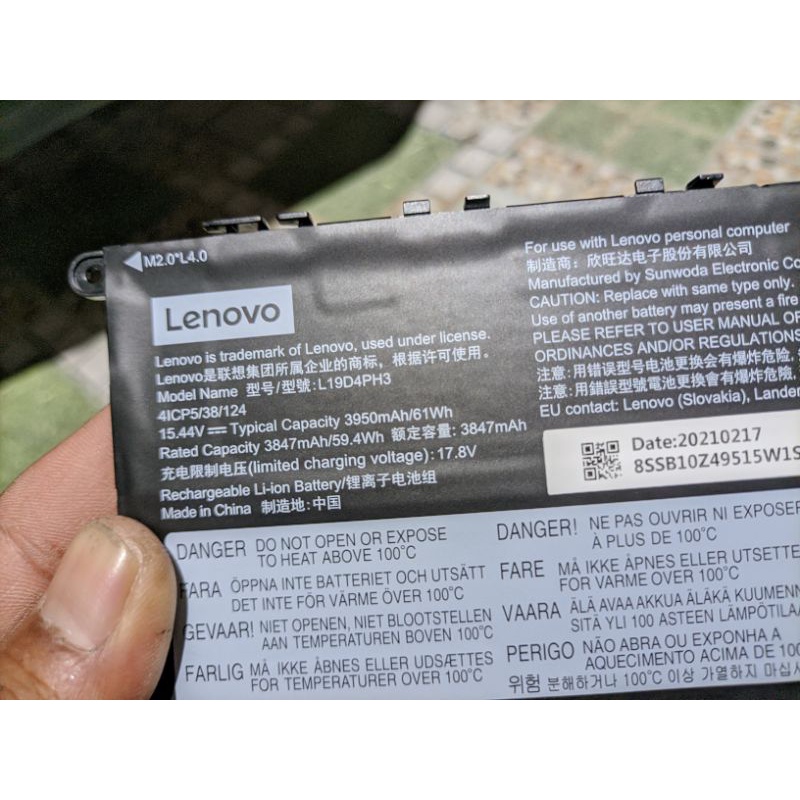 M2.0*L4.0
Lenovo
Lenovo is trademark of Lenovo, used under license.
Lenovo是联想集团所属企业的商标，根据许可使用。
Model Name 型号/型號: L19D4PH3
4ICP5/38/124
15.44V⎓ Typical Capacity 3950mAh/61Wh
Rated Capacity 3847mAh/59.4Wh 额定容量: 3847mAh
充电限制电压(limited charging voltage): 17.8V
Rechargeable Li-ion Battery/锂离子电池组
Made in China 制造地: 中国
For use with Lenovo personal computer
制造商：欣旺达电子股份有限公司
Manufactured by Sunwoda Electronic
CAUTION: Replace with same type only.
Use of another battery may present a fire
PLEASE REFER TO USER MANUAL
ORDINANCES AND/OR REGULATIONS
注意: 用错误型号电池更换会有爆炸危险.
注意: 用錯誤型號電池更換會有爆炸危險.
EU contact: Lenovo (Slovakia),
Date:20210217
8SSB10Z49515W1S
DANGER DO NOT OPEN OR EXPOSE
TO HEAT ABOVE 100°C
FARA ÖPPNA INTE BATTERIET OCH UTSÄTT
DET INTE FÖR VÄRME ÖVER 100°C
GEVAAR! NIET OPENEN, NIET BLOOTSTELLEN
AAN TEMPERATUREN BOVEN 100°C
FARLIG MÅ IKKE ÅBNES ELLER UDSÆTTES
FOR TEMPERATURER OVER 100°C
DANGER! NE PAS OUVRIR NI EXPOSER
À PLUS DE 100°C
FARE MÅ IKKE ÅPNES ELLER UTSETTE
FOR VARME OVER 100°C
VAARA ÄLÄ AVAA AKKUA ÄLÄKÄ
SITÄ YLI 100 ASTEEN
PERIGO NÃO ABRA OU EXPONHA A
AQUECIMENTO ACIMA DE 100
위험 분해하거나 100°C 이상 가열하지 마십시